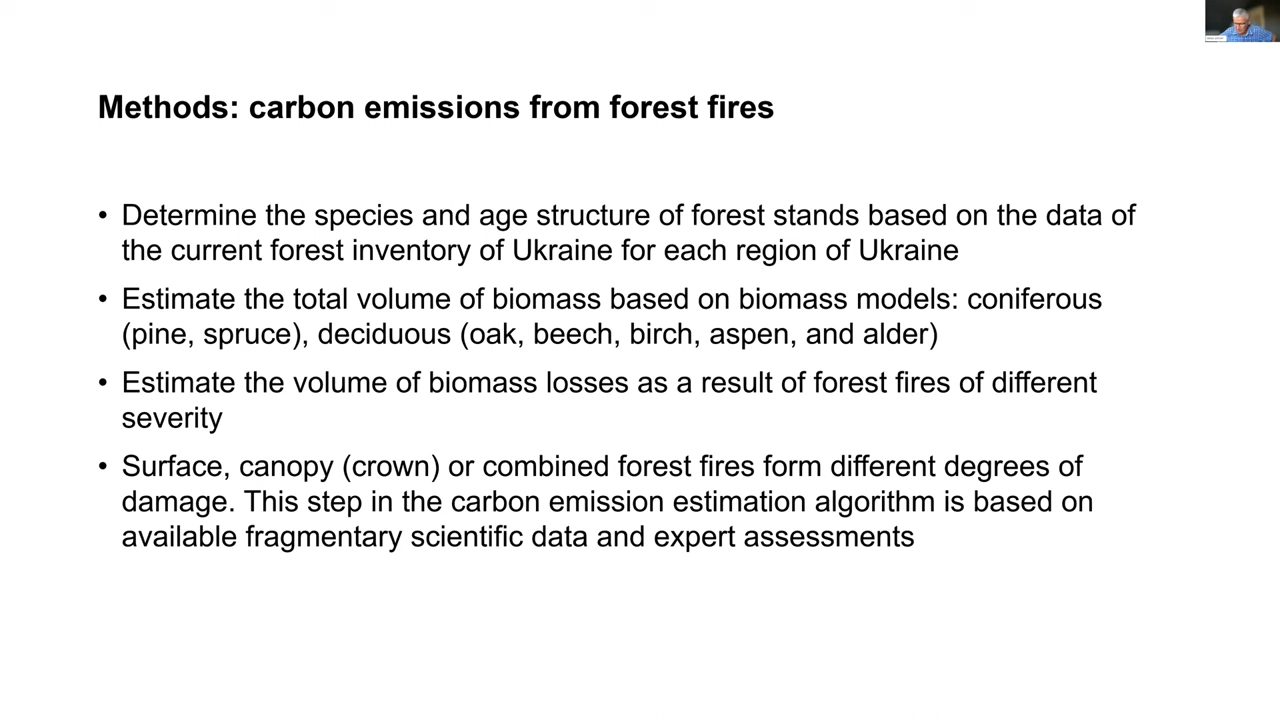 Methods: carbon emissions from forest fires
• Determine the species and age structure of forest stands based on the data of
the current forest inventory of Ukraine for each region of Ukraine
• Estimate the total volume of biomass based on biomass models: coniferous
(pine, spruce), deciduous (oak, beech, birch, aspen, and alder)
• Estimate the volume of biomass losses as a result of forest fires of different
severity
• Surface, canopy (crown) or combined forest fires form different degrees of
damage. This step in the carbon emission estimation algorithm is based on
available fragmentary scientific data and expert assessments